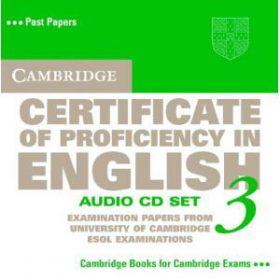 ••• Past Papers
CAMBRIDGE
CERTIFICATE
OF PROFICIENCY IN
ENGLISH
AUDIO CD SET
3
EXAMINATION PAPERS FROM
UNIVERSITY OF CAMBRIDGE
ESOL EXAMINATIONS
Cambridge Books for Cambridge Exams •••